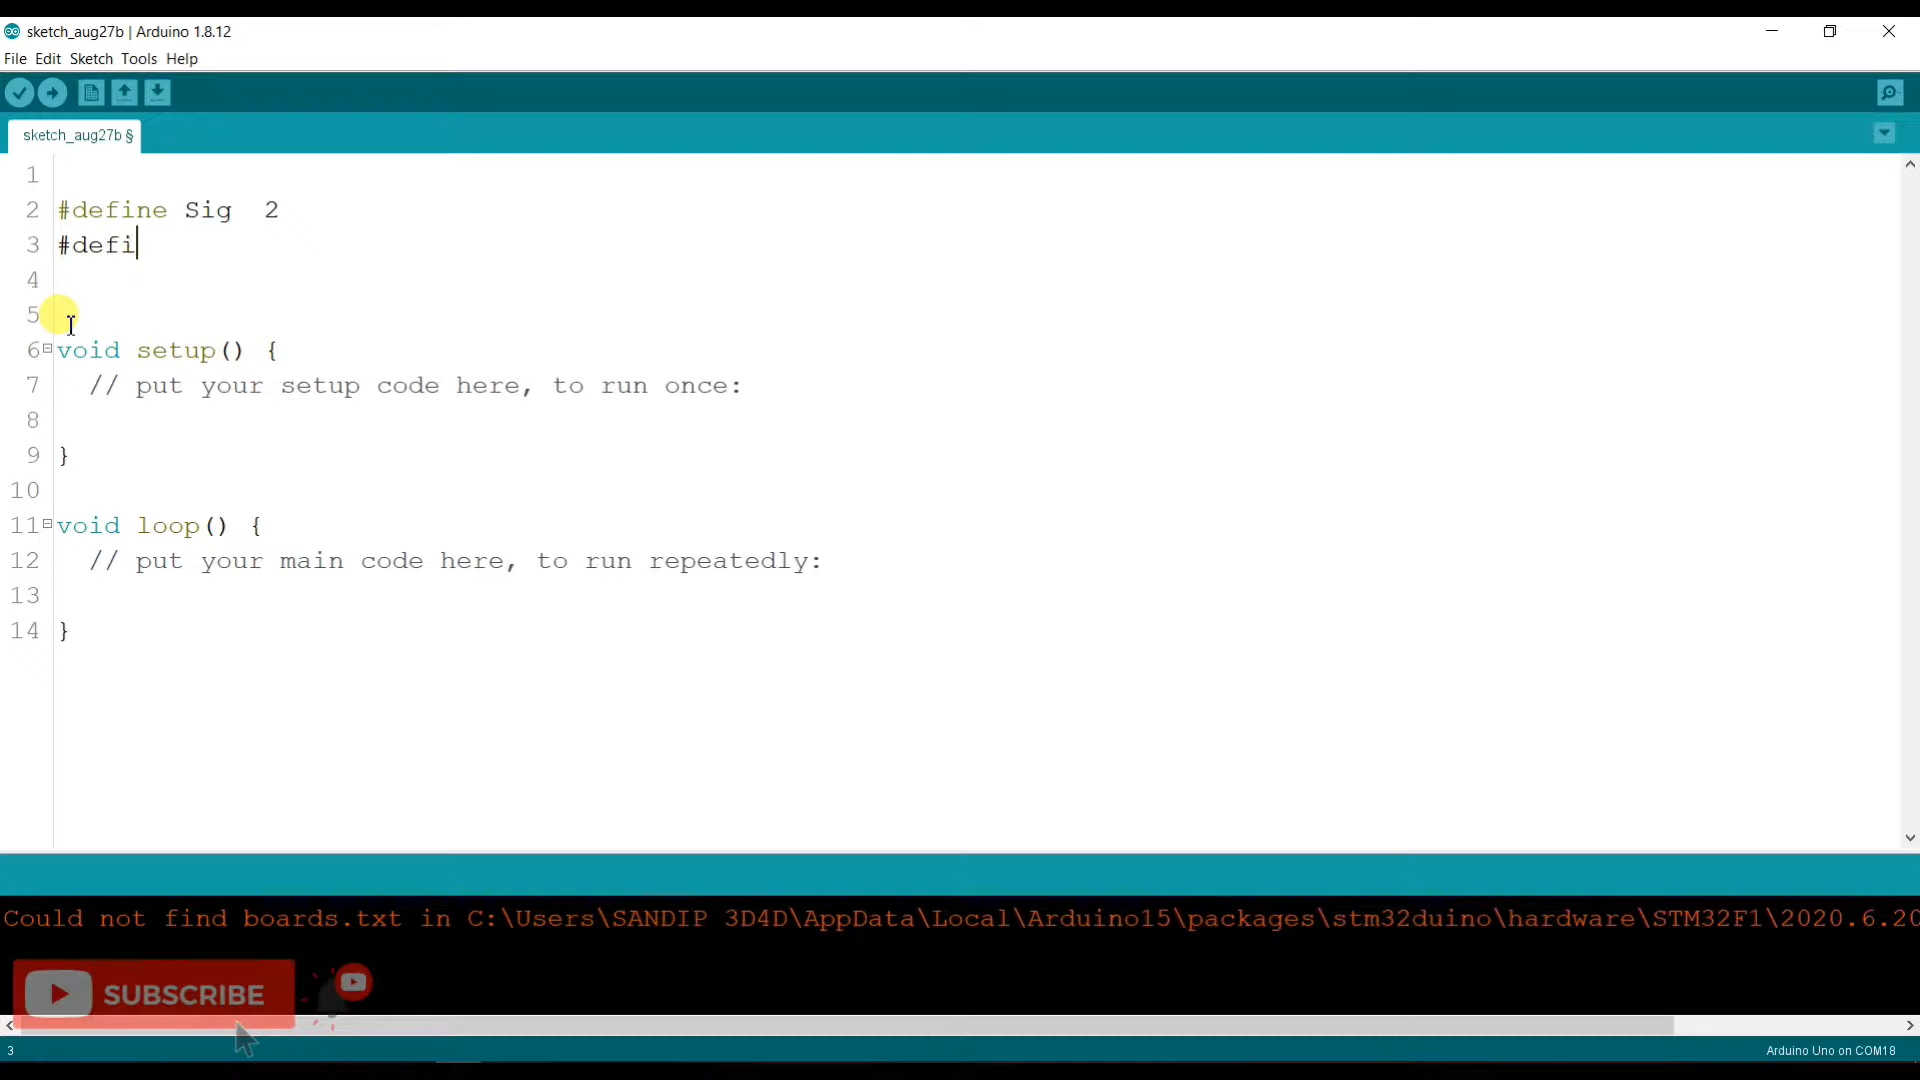 sketch_aug27b | Arduino 1.8.12
File Edit Sketch Tools Help
sketch_aug27b §
1
2 #define Sig  2
3 #defi
4
5
6 void setup() {
7   // put your setup code here, to run once:
8
9 }
10
11 void loop() {
12   // put your main code here, to run repeatedly:
13
14 }
Could not find boards.txt in C:\Users\SANDIP 3D4D\AppData\Local\Arduino15\packages\stm32duino\hardware\STM32F1\2020.6.20
SUBSCRIBE
3 Arduino Uno on COM18